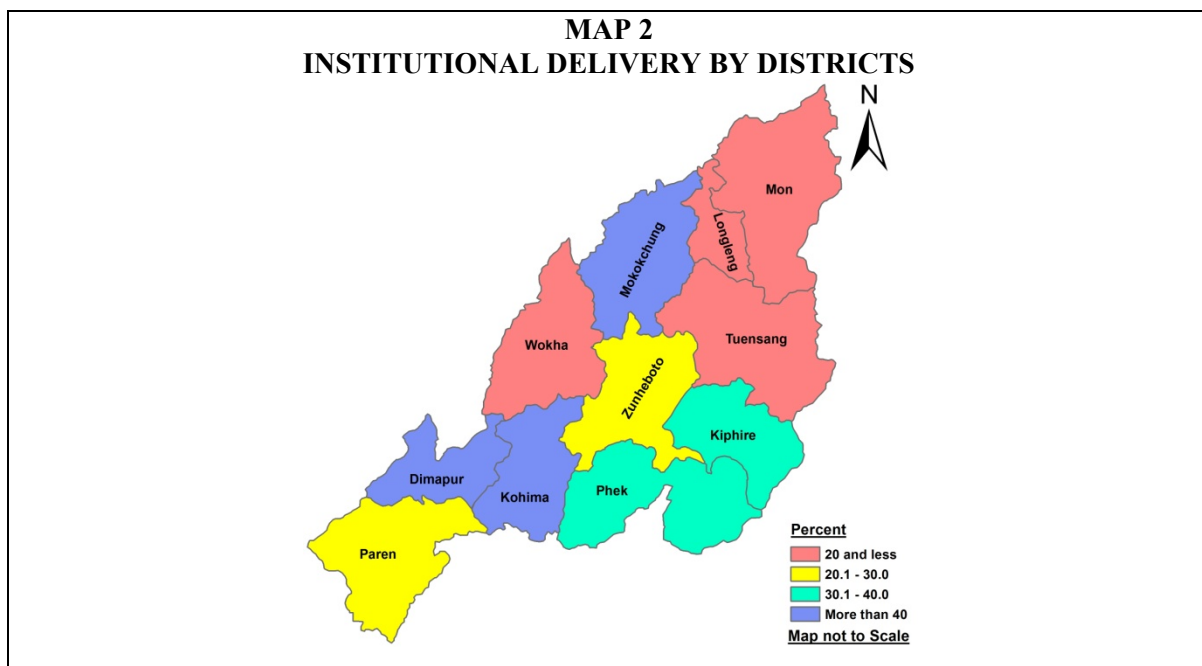 MAP 2
INSTITUTIONAL DELIVERY BY DISTRICTS
N
Mon
Longleng
Mokokchung
Tuensang
Wokha
Zunheboto
Kiphire
Dimapur
Kohima
Phek
Paren
Percent
20 and less
20.1 - 30.0
30.1 - 40.0
More than 40
Map not to Scale